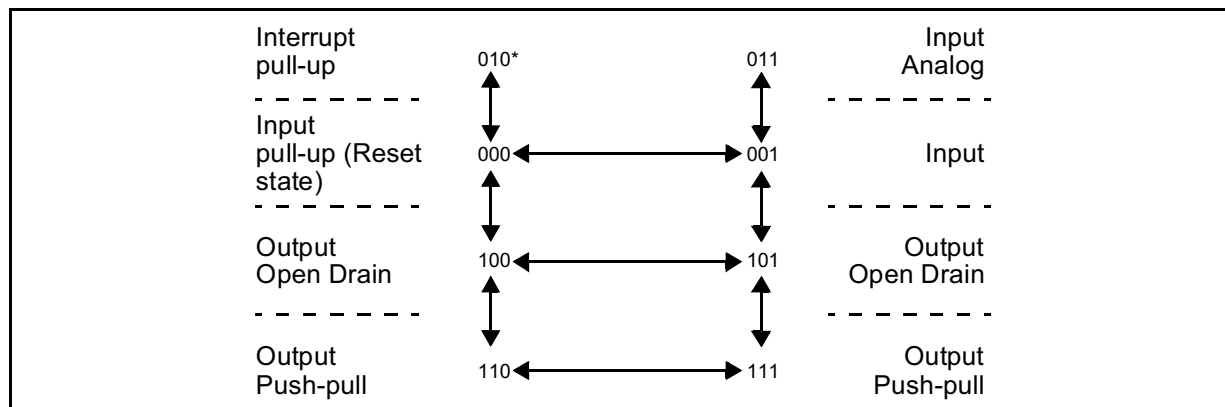 Interrupt
pull-up
010*
011
Input
Analog
Input
pull-up (Reset
state)
000
001
Input
Output
Open Drain
100
101
Output
Open Drain
Output
Push-pull
110
111
Output
Push-pull